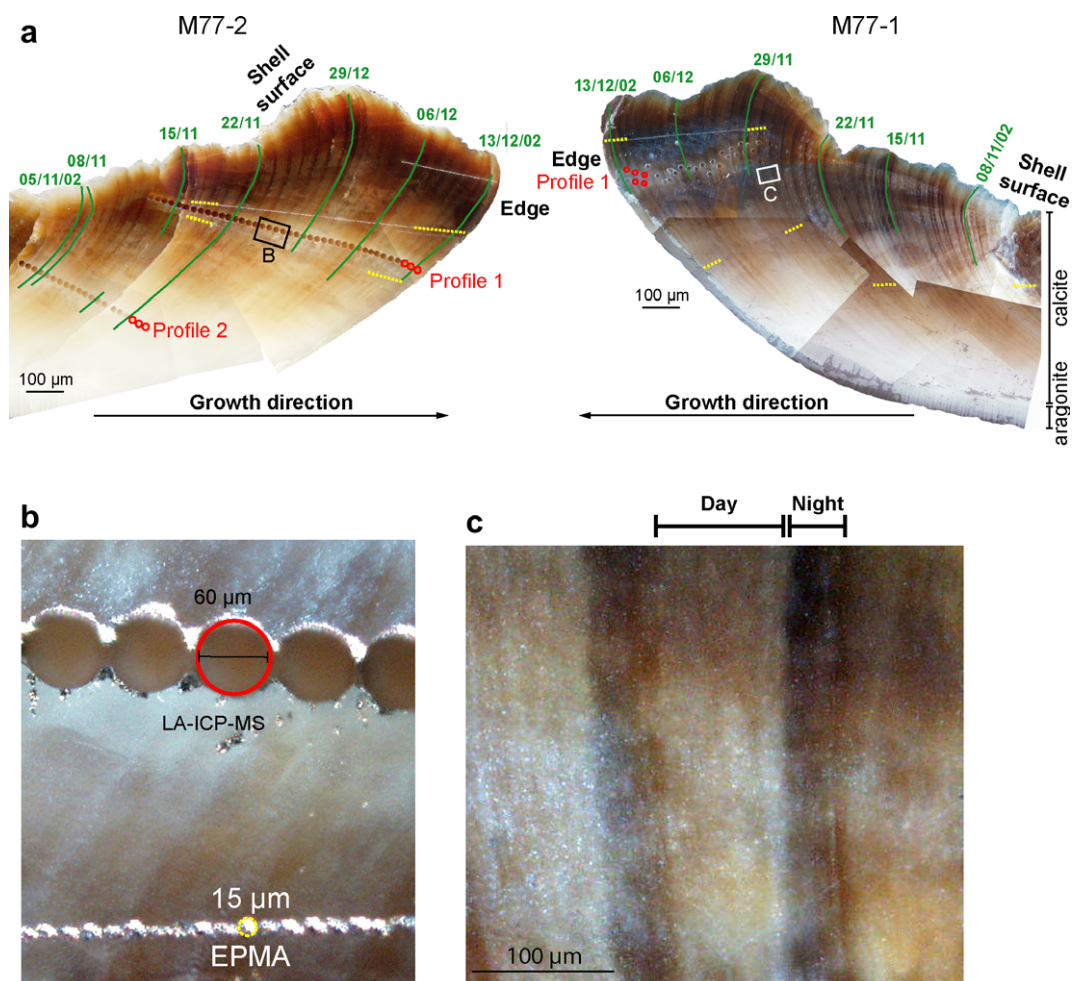 a
M77-2
M77-1
Shell
surface
29/12
22/11
15/11
08/11
05/11/02
06/12
13/12/02
Edge
B
Profile 1
Profile 2
100 µm
Growth direction
13/12/02
06/12
29/11
22/11
15/11
08/11/02
Shell
surface
Edge
Profile 1
C
100 µm
calcite
aragonite
Growth direction
b
60 µm
LA-ICP-MS
15 µm
EPMA
c
Day
Night
100 µm